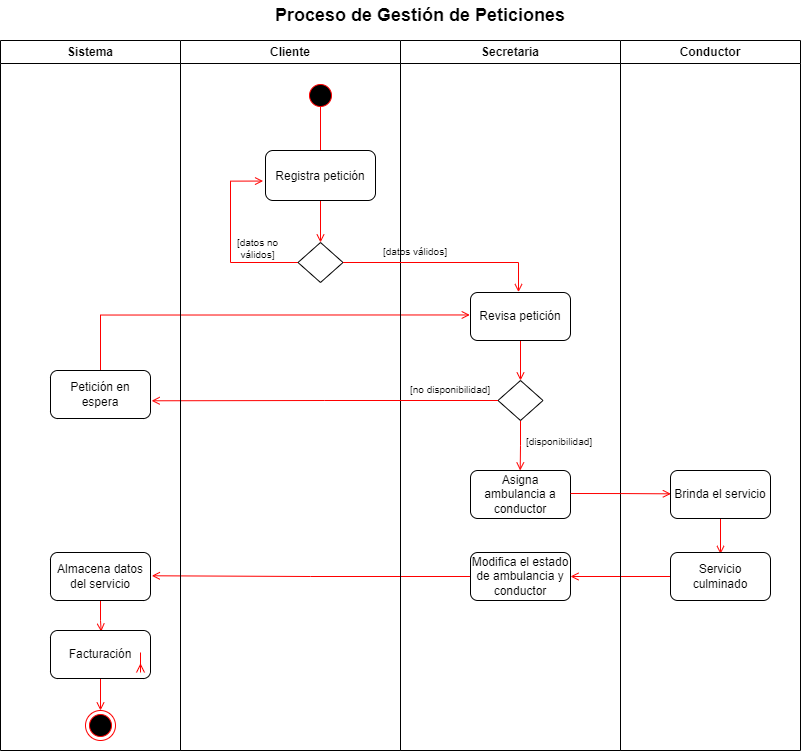 Proceso de Gestión de Peticiones
Sistema
Cliente
Secretaria
Conductor
Registra petición
[datos no
válidos]
[datos válidos]
Revisa petición
Petición en
espera
[no disponibilidad]
[disponibilidad]
Asigna
ambulancia a
conductor
Brinda el servicio
Almacena datos
del servicio
Modifica el estado
de ambulancia y
conductor
Servicio
culminado
Facturación